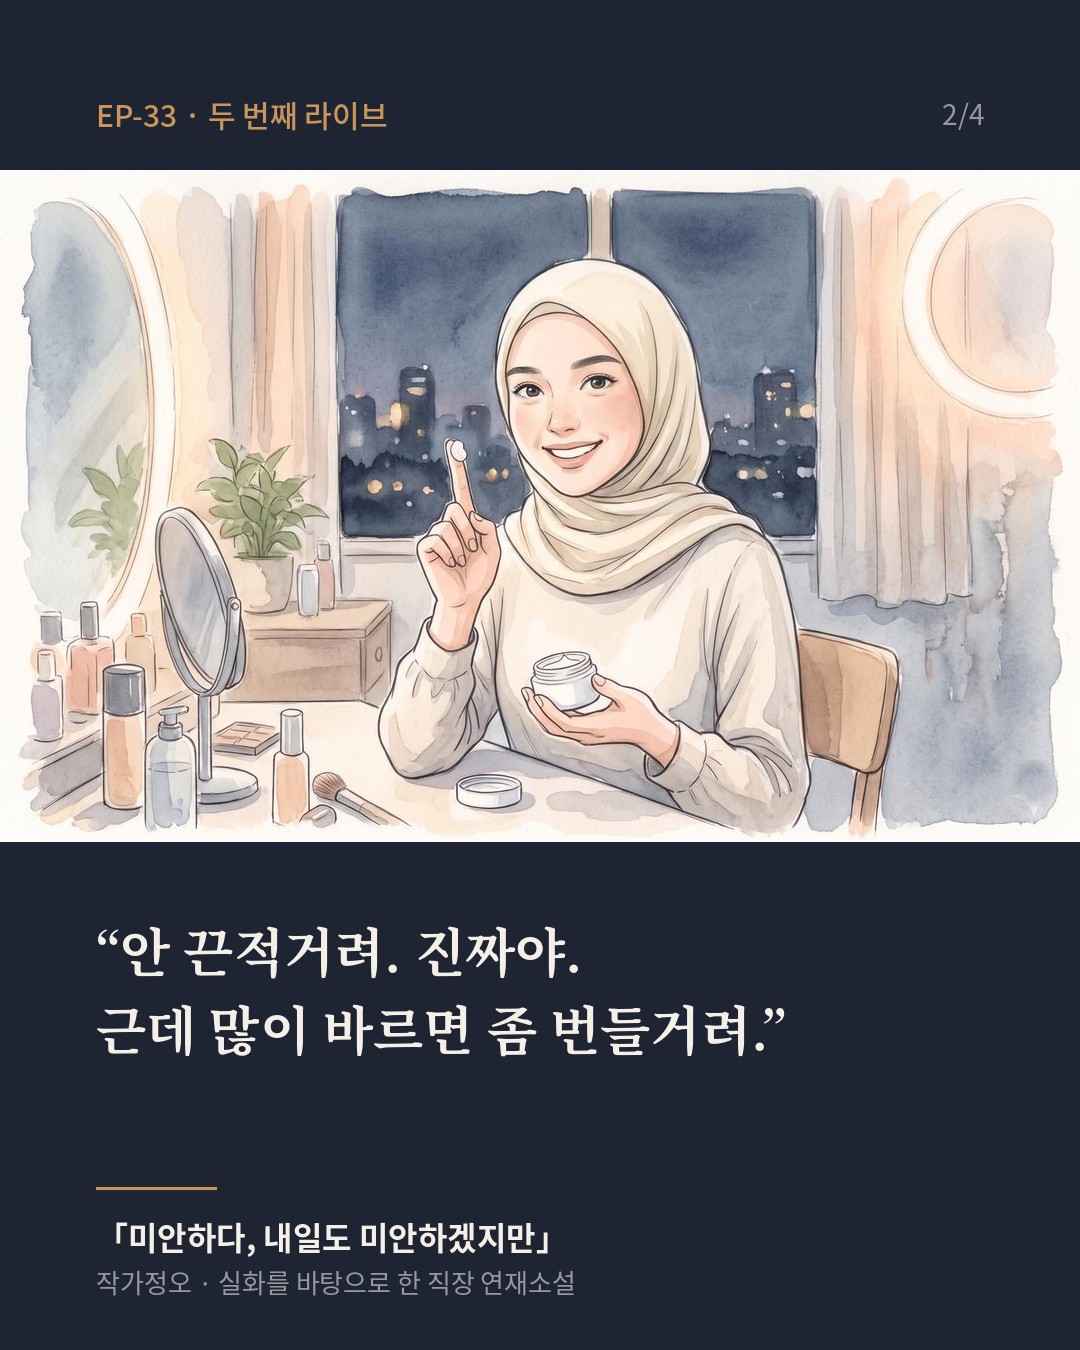 EP-33 · 두 번째 라이브
2/4
“안 끈적거려. 진짜야.
근데 많이 바르면 좀 번들거려.”
「미안하다, 내일도 미안하겠지만」
작가정오 · 실화를 바탕으로 한 직장 연재소설